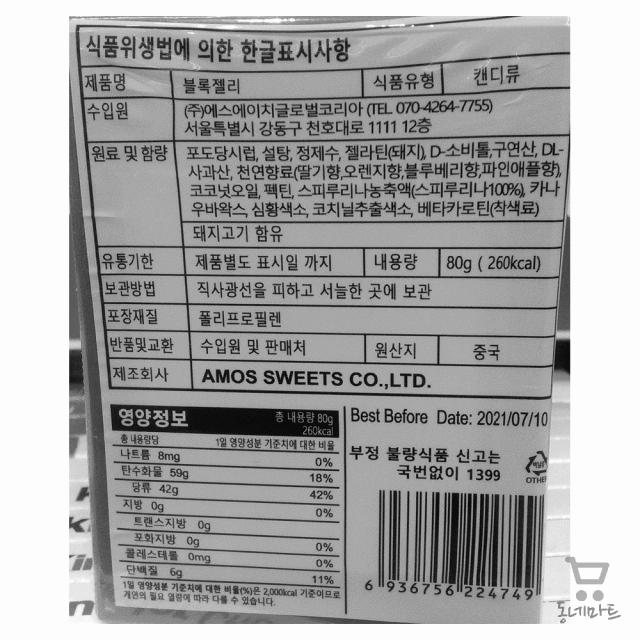 식품위생법에 의한 한글표시사항
제품명 블록젤리 식품유형 캔디류
수입원 (주)에스에이치글로벌코리아 (TEL 070-4264-7755)
서울특별시 강동구 천호대로 1111 12층
원료 및 함량 포도당시럽, 설탕, 정제수, 젤라틴(돼지), D-소비톨,구연산, DL-
사과산, 천연향료(딸기향,오렌지향,블루베리향,파인애플향),
코코넛오일, 펙틴, 스피루리나농축액(스피루리나100%), 카나
우바왁스, 심황색소, 코치닐추출색소, 베타카로틴(착색료)
돼지고기 함유
유통기한 제품별도 표시일 까지 내용량 80g ( 260kcal)
보관방법 직사광선을 피하고 서늘한 곳에 보관
포장재질 폴리프로필렌
반품및교환 수입원 및 판매처 원산지 중국
제조회사 AMOS SWEETS CO.,LTD.
영양정보 총 내용량 80g
260kcal
총 내용량당 1일 영양성분 기준치에 대한 비율
나트륨 8mg 0%
탄수화물 59g 18%
당류 42g 42%
지방 0g 0%
트랜스지방 0g
포화지방 0g 0%
콜레스테롤 0mg 0%
단백질 6g 11%
1일 영양성분 기준치에 대한 비율(%)은 2,000kcal 기준이므로
개인의 필요 열량에 따라 다를 수 있습니다.
Best Before Date: 2021/07/10
부정 불량식품 신고는
국번없이 1399
OTHER
6 936756 224749
동네마트